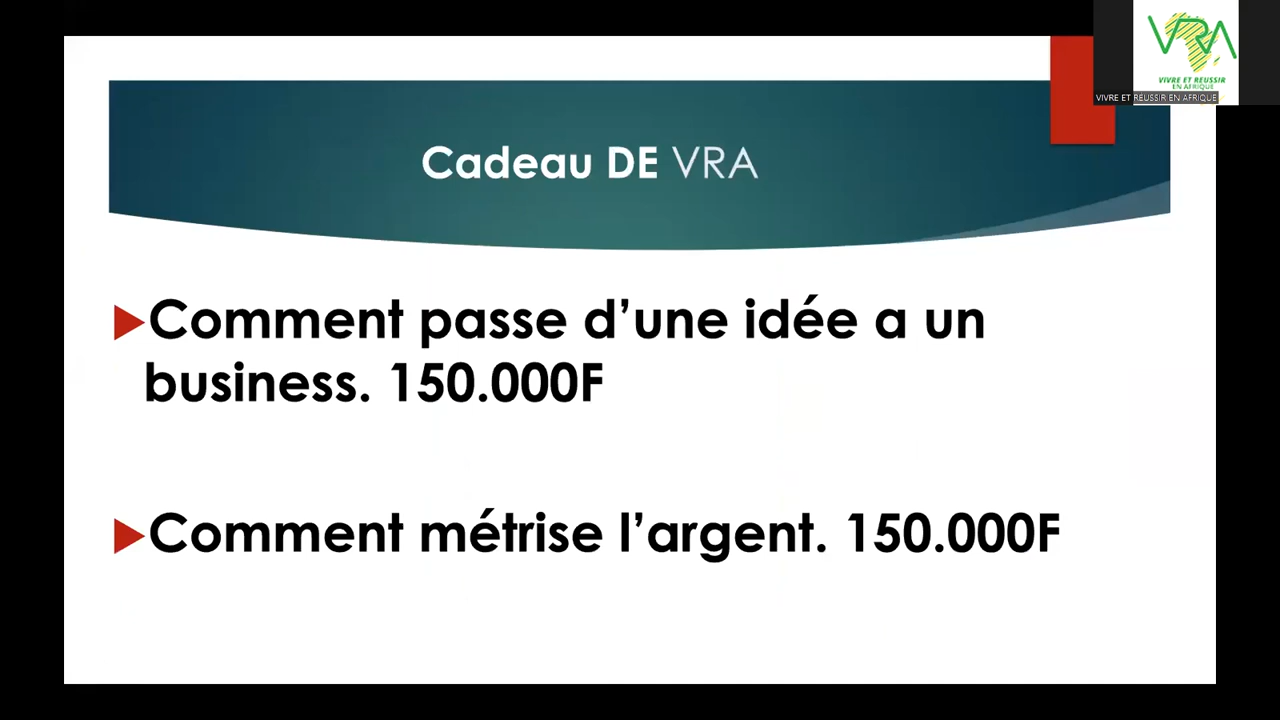 VRA
VIVRE ET REUSSIR
EN AFRIQUE
VIVRE ET RÉUSSIR EN AFRIQUE
Cadeau DE VRA
Comment passe d’une idée a un
business. 150.000F
Comment métrise l’argent. 150.000F